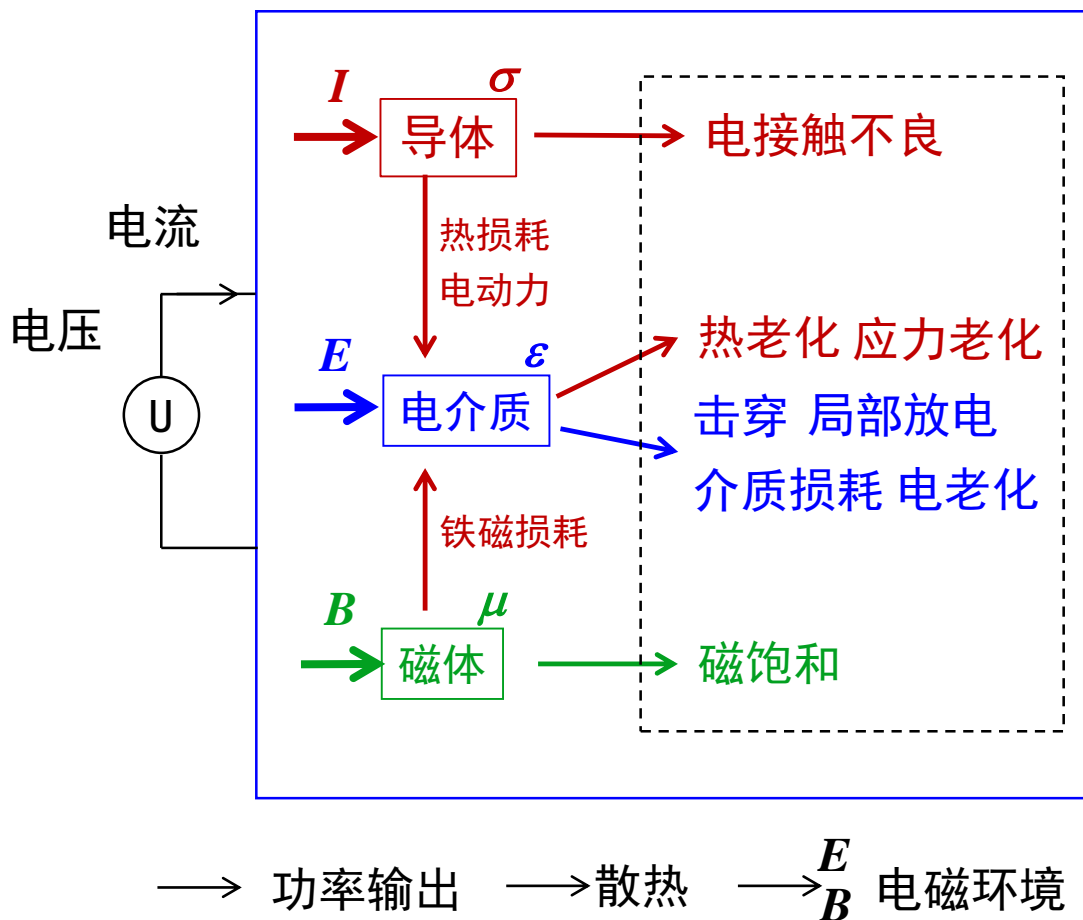 I
σ
导体
电接触不良
电流
热损耗
电动力
电压
U
E
ε
电介质
热老化 应力老化
击穿 局部放电
介质损耗 电老化
铁磁损耗
B
μ
磁体
磁饱和
功率输出
散热
E
B
电磁环境